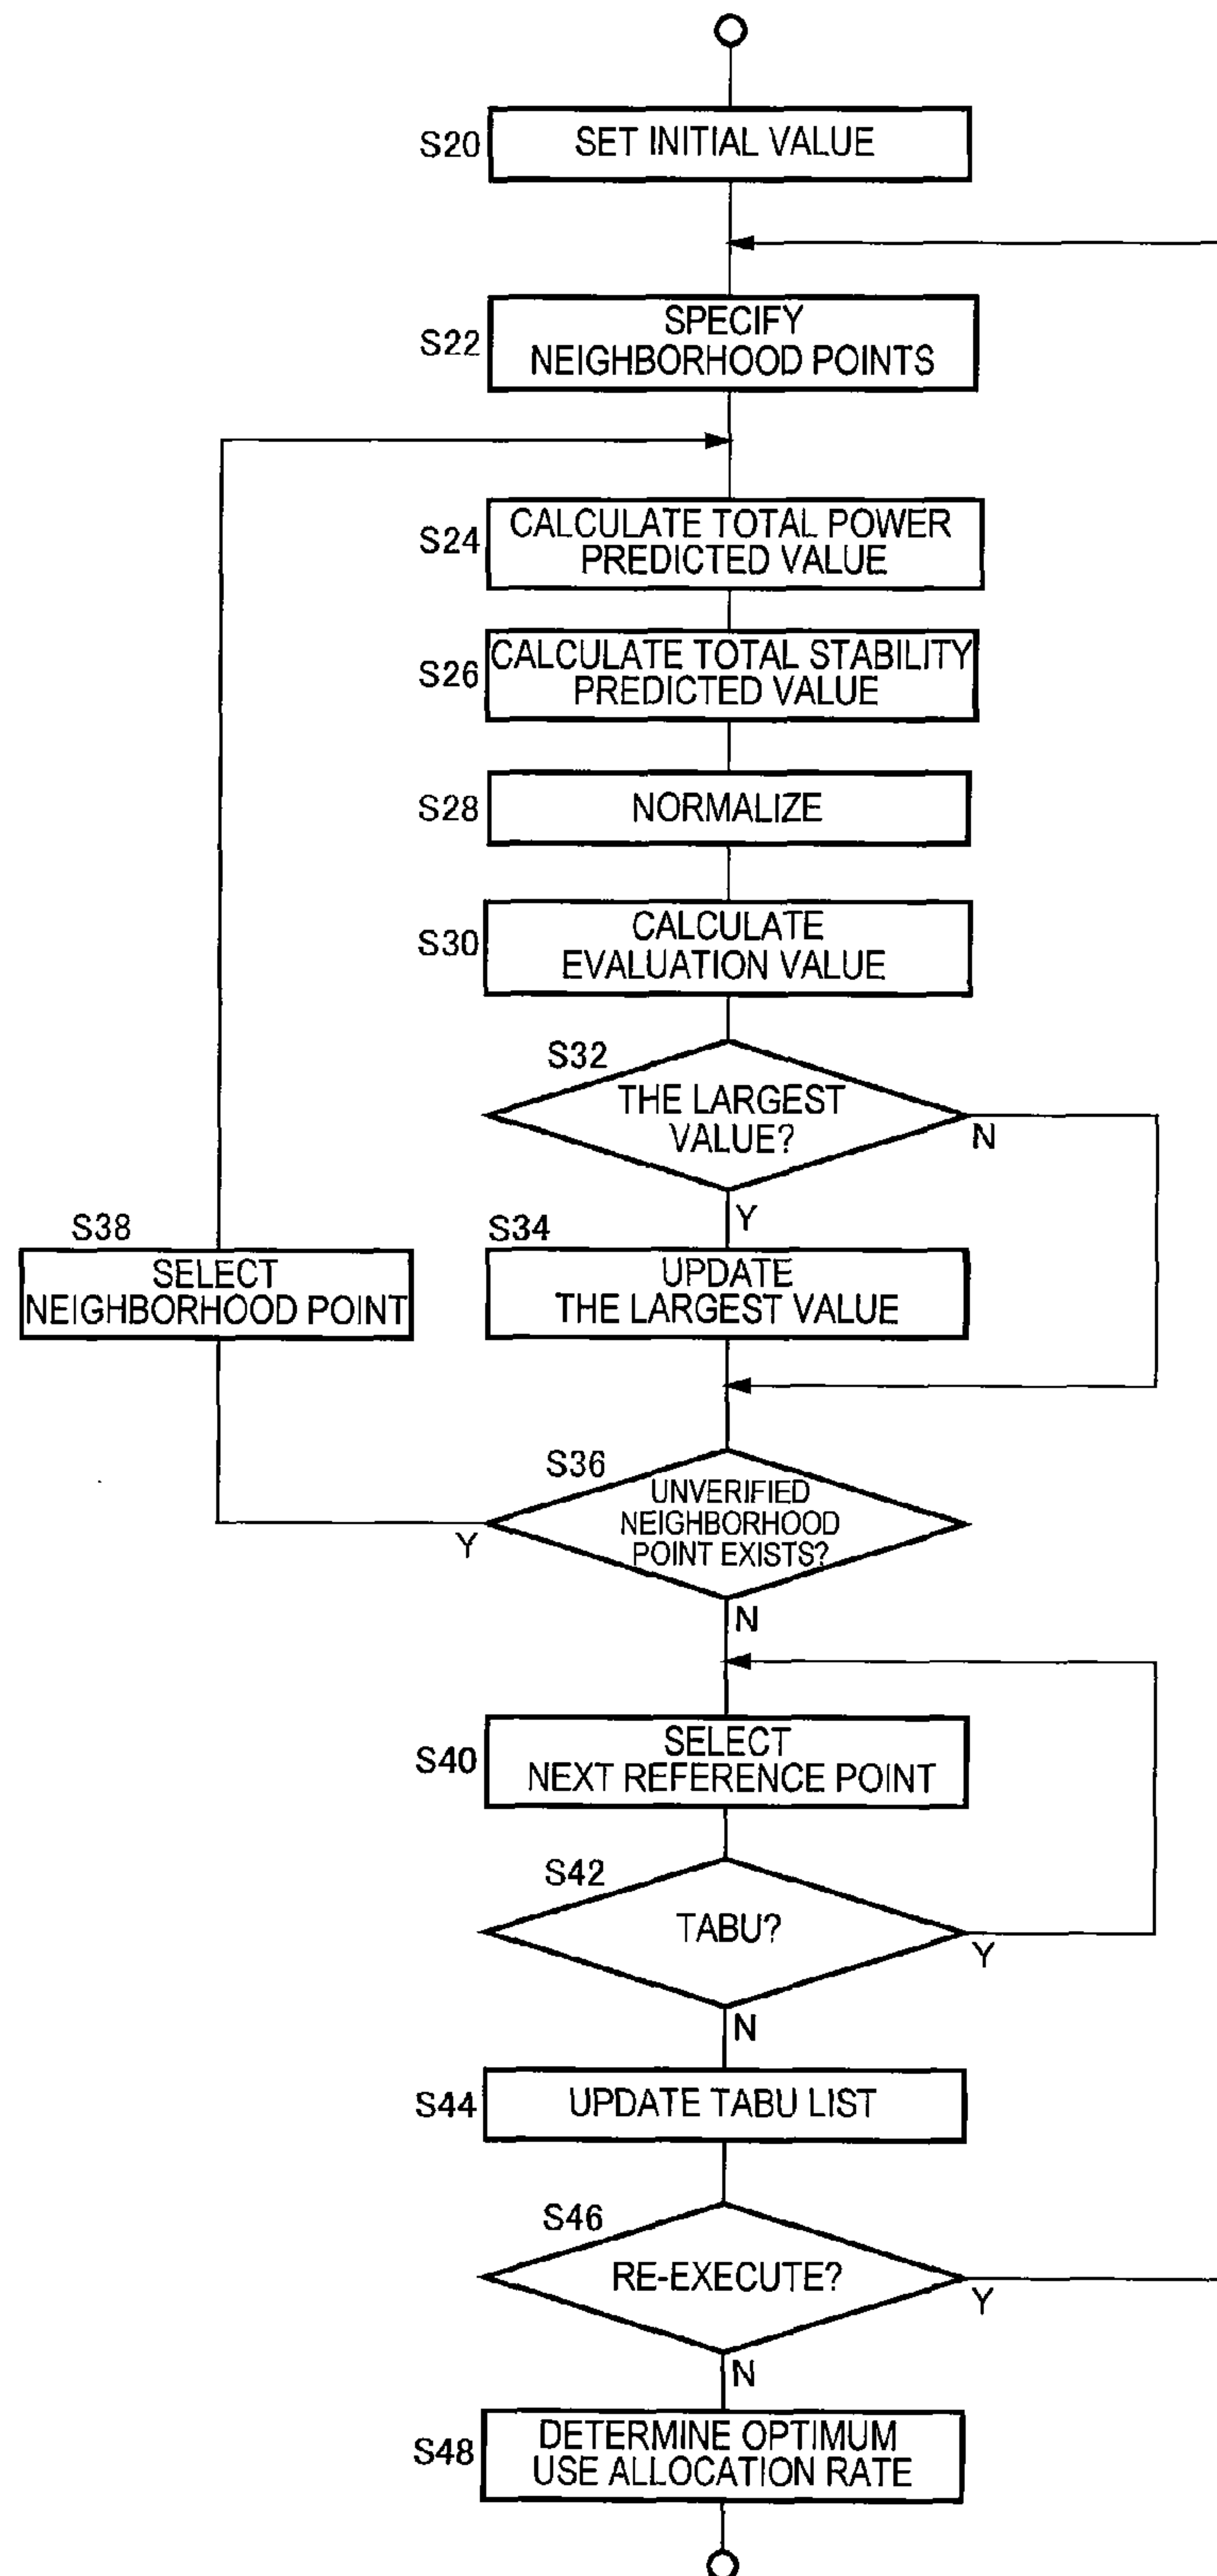 S20
SET INITIAL VALUE
S22
SPECIFY
NEIGHBORHOOD POINTS
S24
CALCULATE TOTAL POWER
PREDICTED VALUE
S26
CALCULATE TOTAL STABILITY
PREDICTED VALUE
S28
NORMALIZE
S30
CALCULATE
EVALUATION VALUE
S32
THE LARGEST
VALUE?
N
Y
S38
SELECT
NEIGHBORHOOD POINT
S34
UPDATE
THE LARGEST VALUE
S36
UNVERIFIED
NEIGHBORHOOD
POINT EXISTS?
Y
N
S40
SELECT
NEXT REFERENCE POINT
S42
TABU?
Y
N
S44
UPDATE TABU LIST
S46
RE-EXECUTE?
Y
N
S48
DETERMINE OPTIMUM
USE ALLOCATION RATE